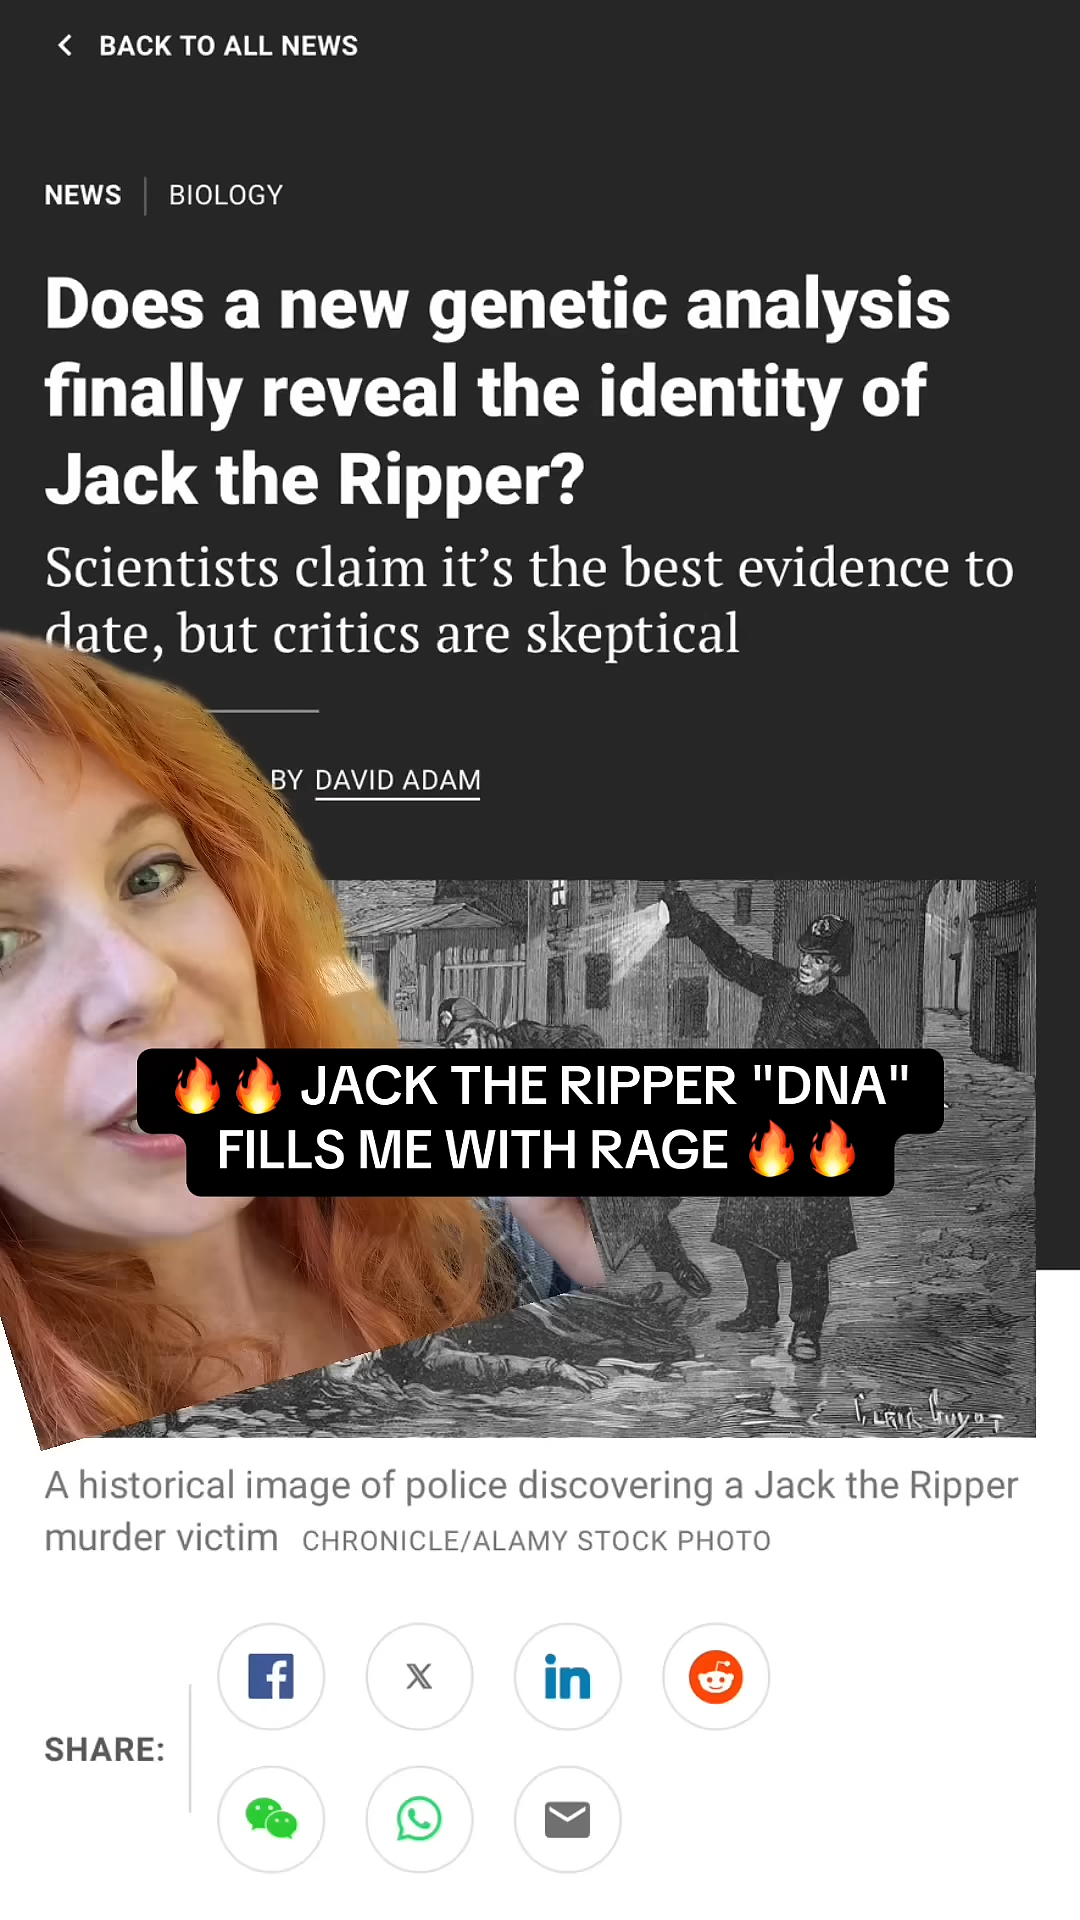 BACK TO ALL NEWS
NEWS | BIOLOGY
Does a new genetic analysis
finally reveal the identity of
Jack the Ripper?
Scientists claim it’s the best evidence to
date, but critics are skeptical
BY DAVID ADAM
🔥🔥 JACK THE RIPPER "DNA"
FILLS ME WITH RAGE 🔥🔥
A historical image of police discovering a Jack the Ripper
murder victim CHRONICLE/ALAMY STOCK PHOTO
SHARE: